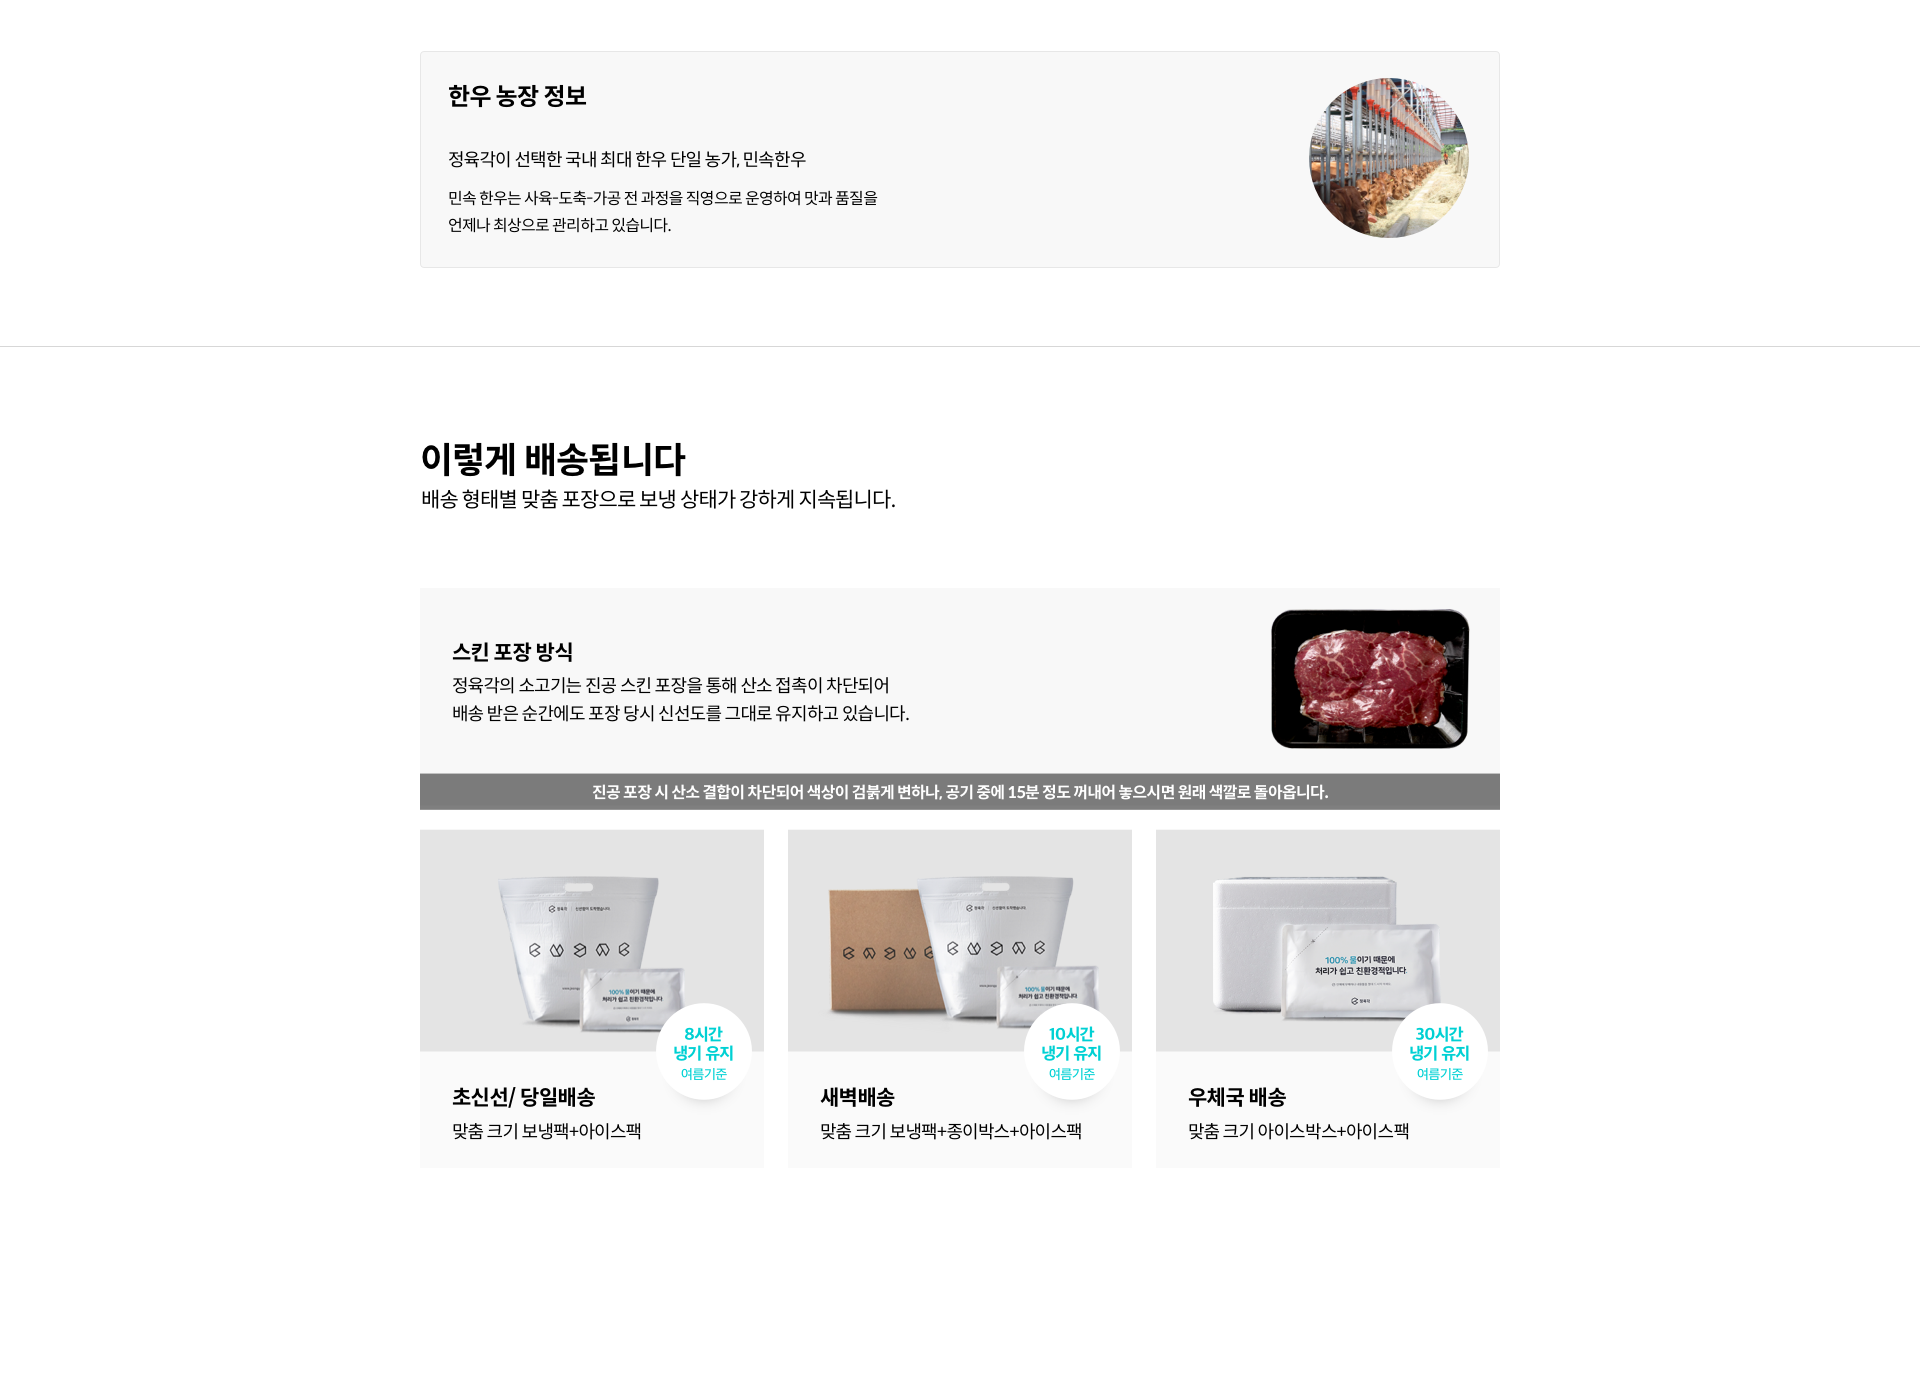 한우 농장 정보
정육각이 선택한 국내 최대 한우 단일 농가, 민속한우
민속 한우는 사육-도축-가공 전 과정을 직영으로 운영하여 맛과 품질을
언제나 최상으로 관리하고 있습니다.
이렇게 배송됩니다
배송 형태별 맞춤 포장으로 보냉 상태가 강하게 지속됩니다.
스킨 포장 방식
정육각의 소고기는 진공 스킨 포장을 통해 산소 접촉이 차단되어
배송 받은 순간에도 포장 당시 신선도를 그대로 유지하고 있습니다.
진공 포장 시 산소 결합이 차단되어 색상이 검붉게 변하나, 공기 중에 15분 정도 꺼내어 놓으시면 원래 색깔로 돌아옵니다.
정육각
100% 물이기 때문에
처리가 쉽고 친환경적입니다
8시간
냉기 유지
여름기준
초신선/ 당일배송
맞춤 크기 보냉팩+아이스팩
정육각
100% 물이기 때문에
처리가 쉽고 친환경적입니다
10시간
냉기 유지
여름기준
새벽배송
맞춤 크기 보냉팩+종이박스+아이스팩
100% 물이기 때문에
처리가 쉽고 친환경적입니다
정육각
30시간
냉기 유지
여름기준
우체국 배송
맞춤 크기 아이스박스+아이스팩